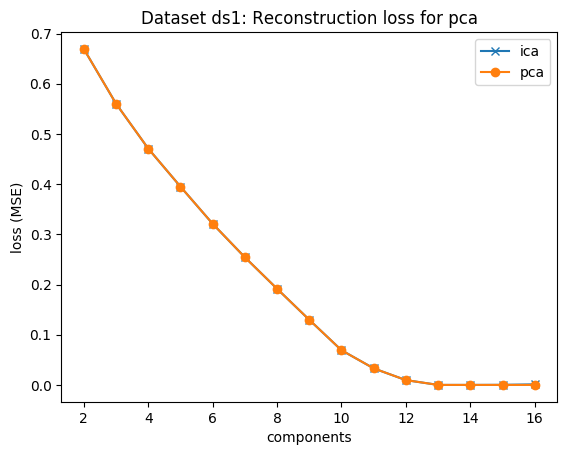 Dataset ds1: Reconstruction loss for pca
ica
pca
0.7
0.6
0.5
0.4
0.3
0.2
0.1
0.0
loss (MSE)
2 4 6 8 10 12 14 16
components